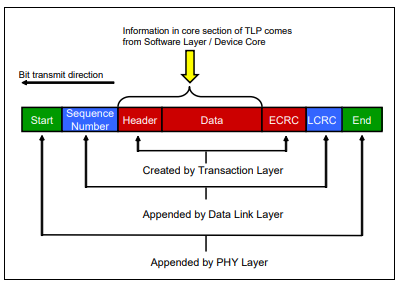 Information in core section of TLP comes
from Software Layer / Device Core
Bit transmit direction
Start
Sequence
Number
Header
Data
ECRC
LCRC
End
Created by Transaction Layer
Appended by Data Link Layer
Appended by PHY Layer